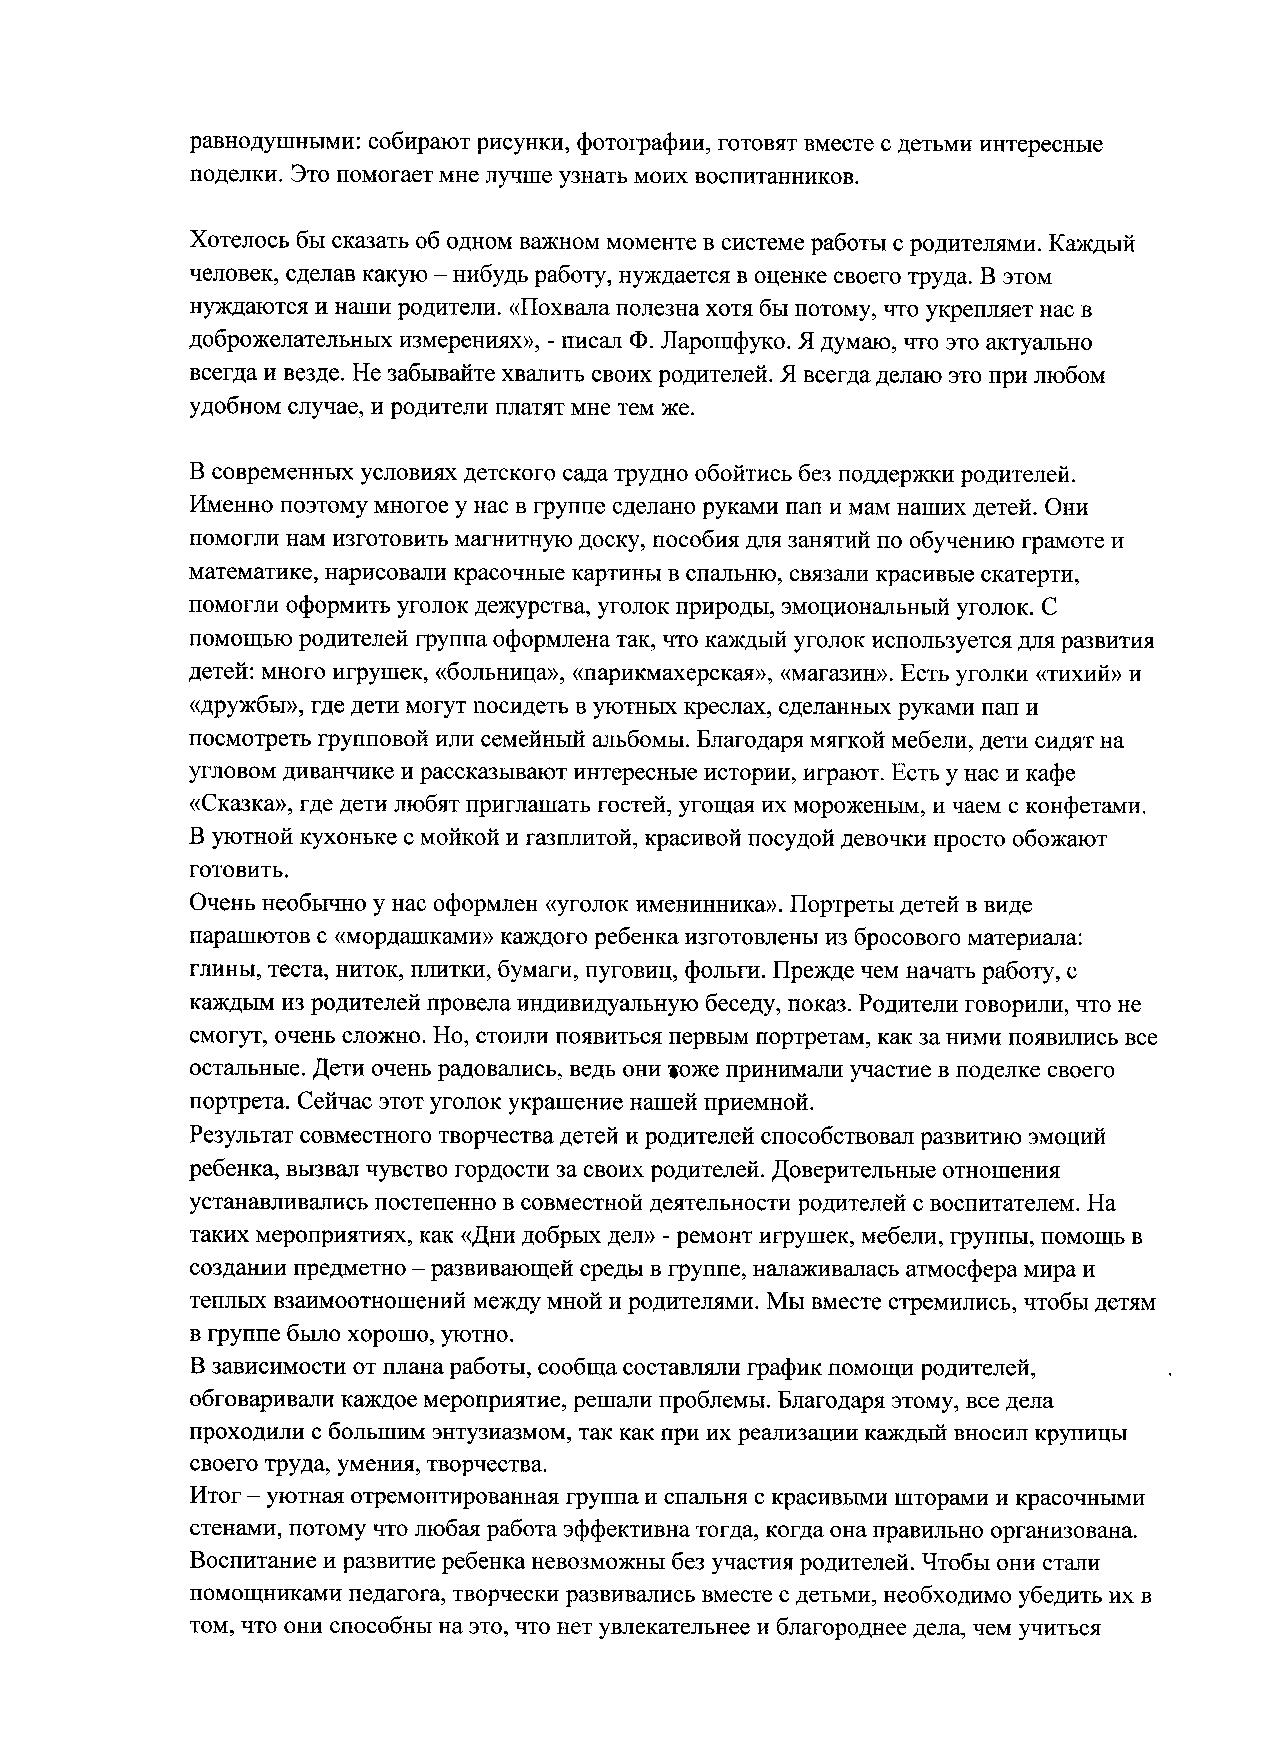 равнодушными: собирают рисунки, фотографии, готовят вместе с детьми интересные
поделки. Это помогает мне лучше узнать моих воспитанников.
Хотелось бы сказать об одном важном моменте в системе работы с родителями. Каждый
человек, сделав какую – нибудь работу, нуждается в оценке своего труда. В этом
нуждаются и наши родители. «Похвала полезна хотя бы потому, что укрепляет нас в
доброжелательных измерениях», - писал Ф. Ларошфуко. Я думаю, что это актуально
всегда и везде. Не забывайте хвалить своих родителей. Я всегда делаю это при любом
удобном случае, и родители платят мне тем же.
В современных условиях детского сада трудно обойтись без поддержки родителей.
Именно поэтому многое у нас в группе сделано руками пап и мам наших детей. Они
помогли нам изготовить магнитную доску, пособия для занятий по обучению грамоте и
математике, нарисовали красочные картины в спальню, связали красивые скатерти,
помогли оформить уголок дежурства, уголок природы, эмоциональный уголок. С
помощью родителей группа оформлена так, что каждый уголок используется для развития
детей: много игрушек, «больница», «парикмахерская», «магазин». Есть уголки «тихий» и
«дружбы», где дети могут посидеть в уютных креслах, сделанных руками пап и
посмотреть групповой или семейный альбомы. Благодаря мягкой мебели, дети сидят на
угловом диванчике и рассказывают интересные истории, играют. Есть у нас и кафе
«Сказка», где дети любят приглашать гостей, угощая их мороженым, и чаем с конфетами.
В уютной кухоньке с мойкой и газплитой, красивой посудой девочки просто обожают
готовить.
Очень необычно у нас оформлен «уголок именинника». Портреты детей в виде
парашютов с «мордашками» каждого ребенка изготовлены из бросового материала:
глины, теста, ниток, плитки, бумаги, пуговиц, фольги. Прежде чем начать работу, с
каждым из родителей провела индивидуальную беседу, показ. Родители говорили, что не
смогут, очень сложно. Но, стоили появиться первым портретам, как за ними появились все
остальные. Дети очень радовались, ведь они тоже принимали участие в поделке своего
портрета. Сейчас этот уголок украшение нашей приемной.
Результат совместного творчества детей и родителей способствовал развитию эмоций
ребенка, вызвал чувство гордости за своих родителей. Доверительные отношения
устанавливались постепенно в совместной деятельности родителей с воспитателем. На
таких мероприятиях, как «Дни добрых дел» - ремонт игрушек, мебели, группы, помощь в
создании предметно – развивающей среды в группе, налаживалась атмосфера мира и
теплых взаимоотношений между мной и родителями. Мы вместе стремились, чтобы детям
в группе было хорошо, уютно.
В зависимости от плана работы, сообща составляли график помощи родителей,
обговаривали каждое мероприятие, решали проблемы. Благодаря этому, все дела
проходили с большим энтузиазмом, так как при их реализации каждый вносил крупицы
своего труда, умения, творчества.
Итог – уютная отремонтированная группа и спальня с красивыми шторами и красочными
стенами, потому что любая работа эффективна тогда, когда она правильно организована.
Воспитание и развитие ребенка невозможны без участия родителей. Чтобы они стали
помощниками педагога, творчески развивались вместе с детьми, необходимо убедить их в
том, что они способны на это, что нет увлекательнее и благороднее дела, чем учиться